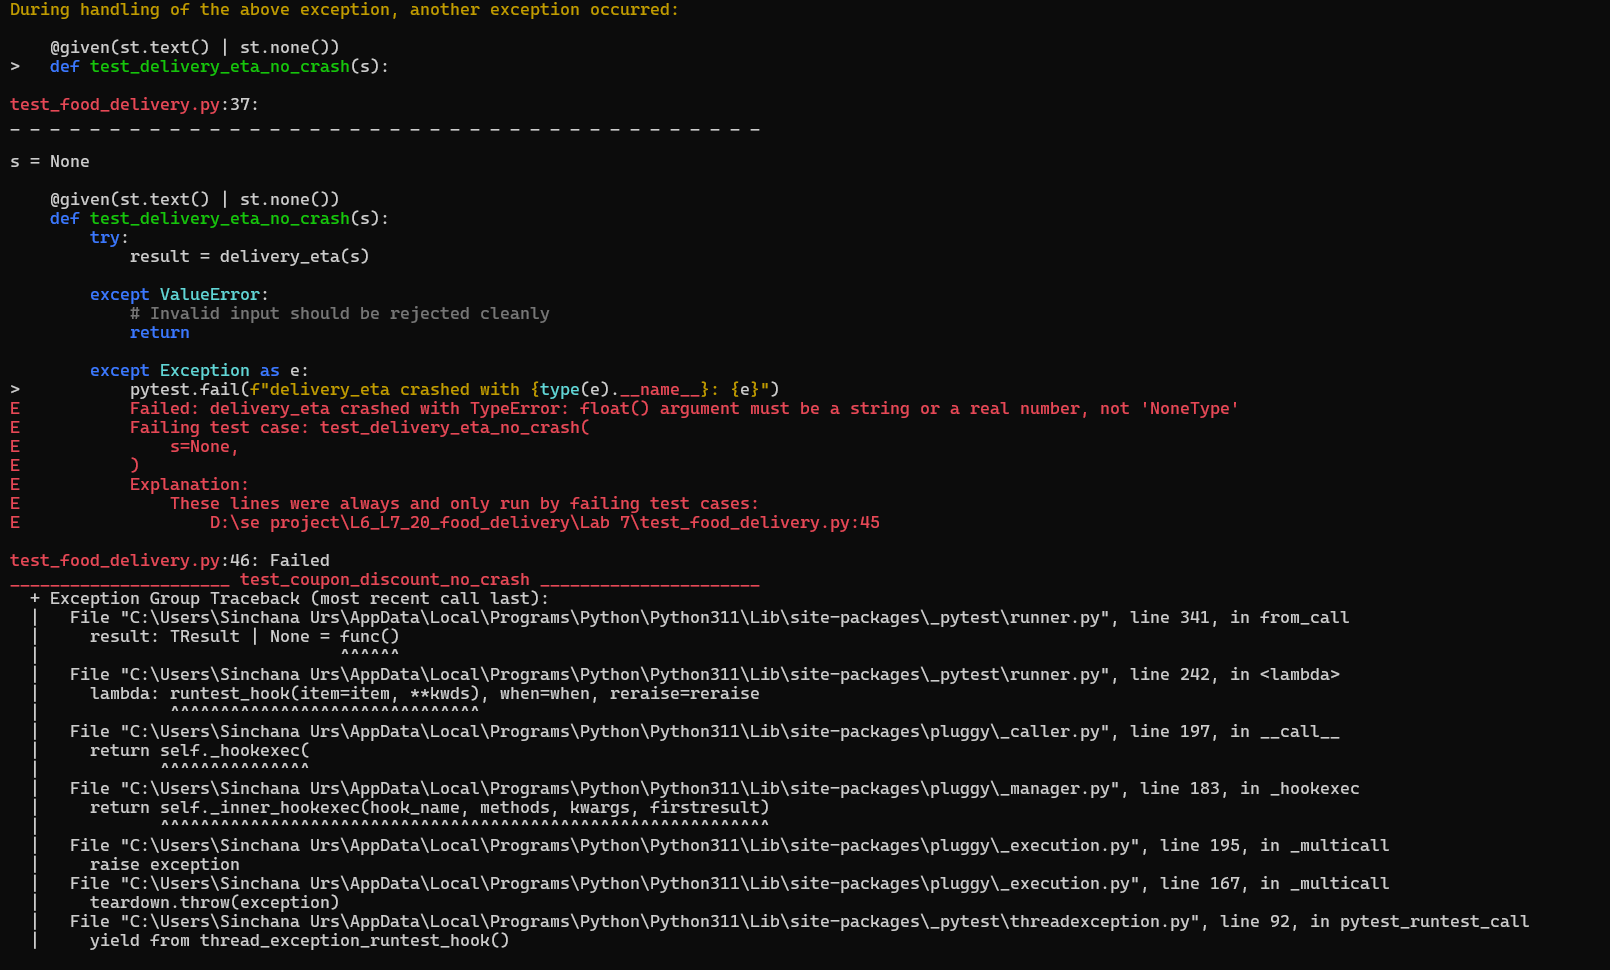 During handling of the above exception, another exception occurred:
    @given(st.text() | st.none())
>   def test_delivery_eta_no_crash(s):
test_food_delivery.py:37:
_ _ _ _ _ _ _ _ _ _ _ _ _ _ _ _ _ _ _ _ _ _ _ _ _ _ _ _ _ _ _ _ _ _ _ _ _ _
s = None
    @given(st.text() | st.none())
    def test_delivery_eta_no_crash(s):
        try:
            result = delivery_eta(s)
        except ValueError:
            # Invalid input should be rejected cleanly
            return
        except Exception as e:
>           pytest.fail(f"delivery_eta crashed with {type(e).__name__}: {e}")
E           Failed: delivery_eta crashed with TypeError: float() argument must be a string or a real number, not 'NoneType'
E           Failing test case: test_delivery_eta_no_crash(
E               s=None,
E           )
E           Explanation:
E               These lines were always and only run by failing test cases:
E                   D:\se project\L6_L7_20_food_delivery\Lab 7\test_food_delivery.py:45
test_food_delivery.py:46: Failed
______________________ test_coupon_discount_no_crash ______________________
  + Exception Group Traceback (most recent call last):
  |   File "C:\Users\Sinchana Urs\AppData\Local\Programs\Python\Python311\Lib\site-packages\_pytest\runner.py", line 341, in from_call
  |     result: TResult | None = func()
  |                              ^^^^^^
  |   File "C:\Users\Sinchana Urs\AppData\Local\Programs\Python\Python311\Lib\site-packages\_pytest\runner.py", line 242, in <lambda>
  |     lambda: runtest_hook(item=item, **kwds), when=when, reraise=reraise
  |             ^^^^^^^^^^^^^^^^^^^^^^^^^^^^^^^
  |   File "C:\Users\Sinchana Urs\AppData\Local\Programs\Python\Python311\Lib\site-packages\pluggy\_caller.py", line 197, in __call__
  |     return self._hookexec(
  |            ^^^^^^^^^^^^^^^
  |   File "C:\Users\Sinchana Urs\AppData\Local\Programs\Python\Python311\Lib\site-packages\pluggy\_manager.py", line 183, in _hookexec
  |     return self._inner_hookexec(hook_name, methods, kwargs, firstresult)
  |            ^^^^^^^^^^^^^^^^^^^^^^^^^^^^^^^^^^^^^^^^^^^^^^^^^^^^^^^^^^^^^
  |   File "C:\Users\Sinchana Urs\AppData\Local\Programs\Python\Python311\Lib\site-packages\pluggy\_execution.py", line 195, in _multicall
  |     raise exception
  |   File "C:\Users\Sinchana Urs\AppData\Local\Programs\Python\Python311\Lib\site-packages\pluggy\_execution.py", line 167, in _multicall
  |     teardown.throw(exception)
  |   File "C:\Users\Sinchana Urs\AppData\Local\Programs\Python\Python311\Lib\site-packages\_pytest\threadexception.py", line 92, in pytest_runtest_call
  |     yield from thread_exception_runtest_hook()